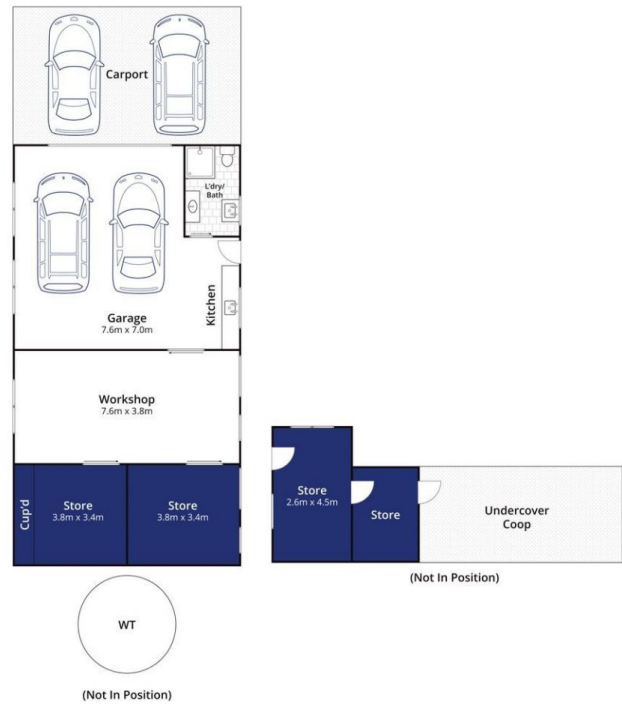 Carport
L'dry/
Bath
Garage
7.6m x 7.0m
Kitchen
Workshop
7.6m x 3.8m
Cup'd
Store
3.8m x 3.4m
Store
3.8m x 3.4m
WT
(Not In Position)
Store
2.6m x 4.5m
Store
Undercover
Coop
(Not In Position)